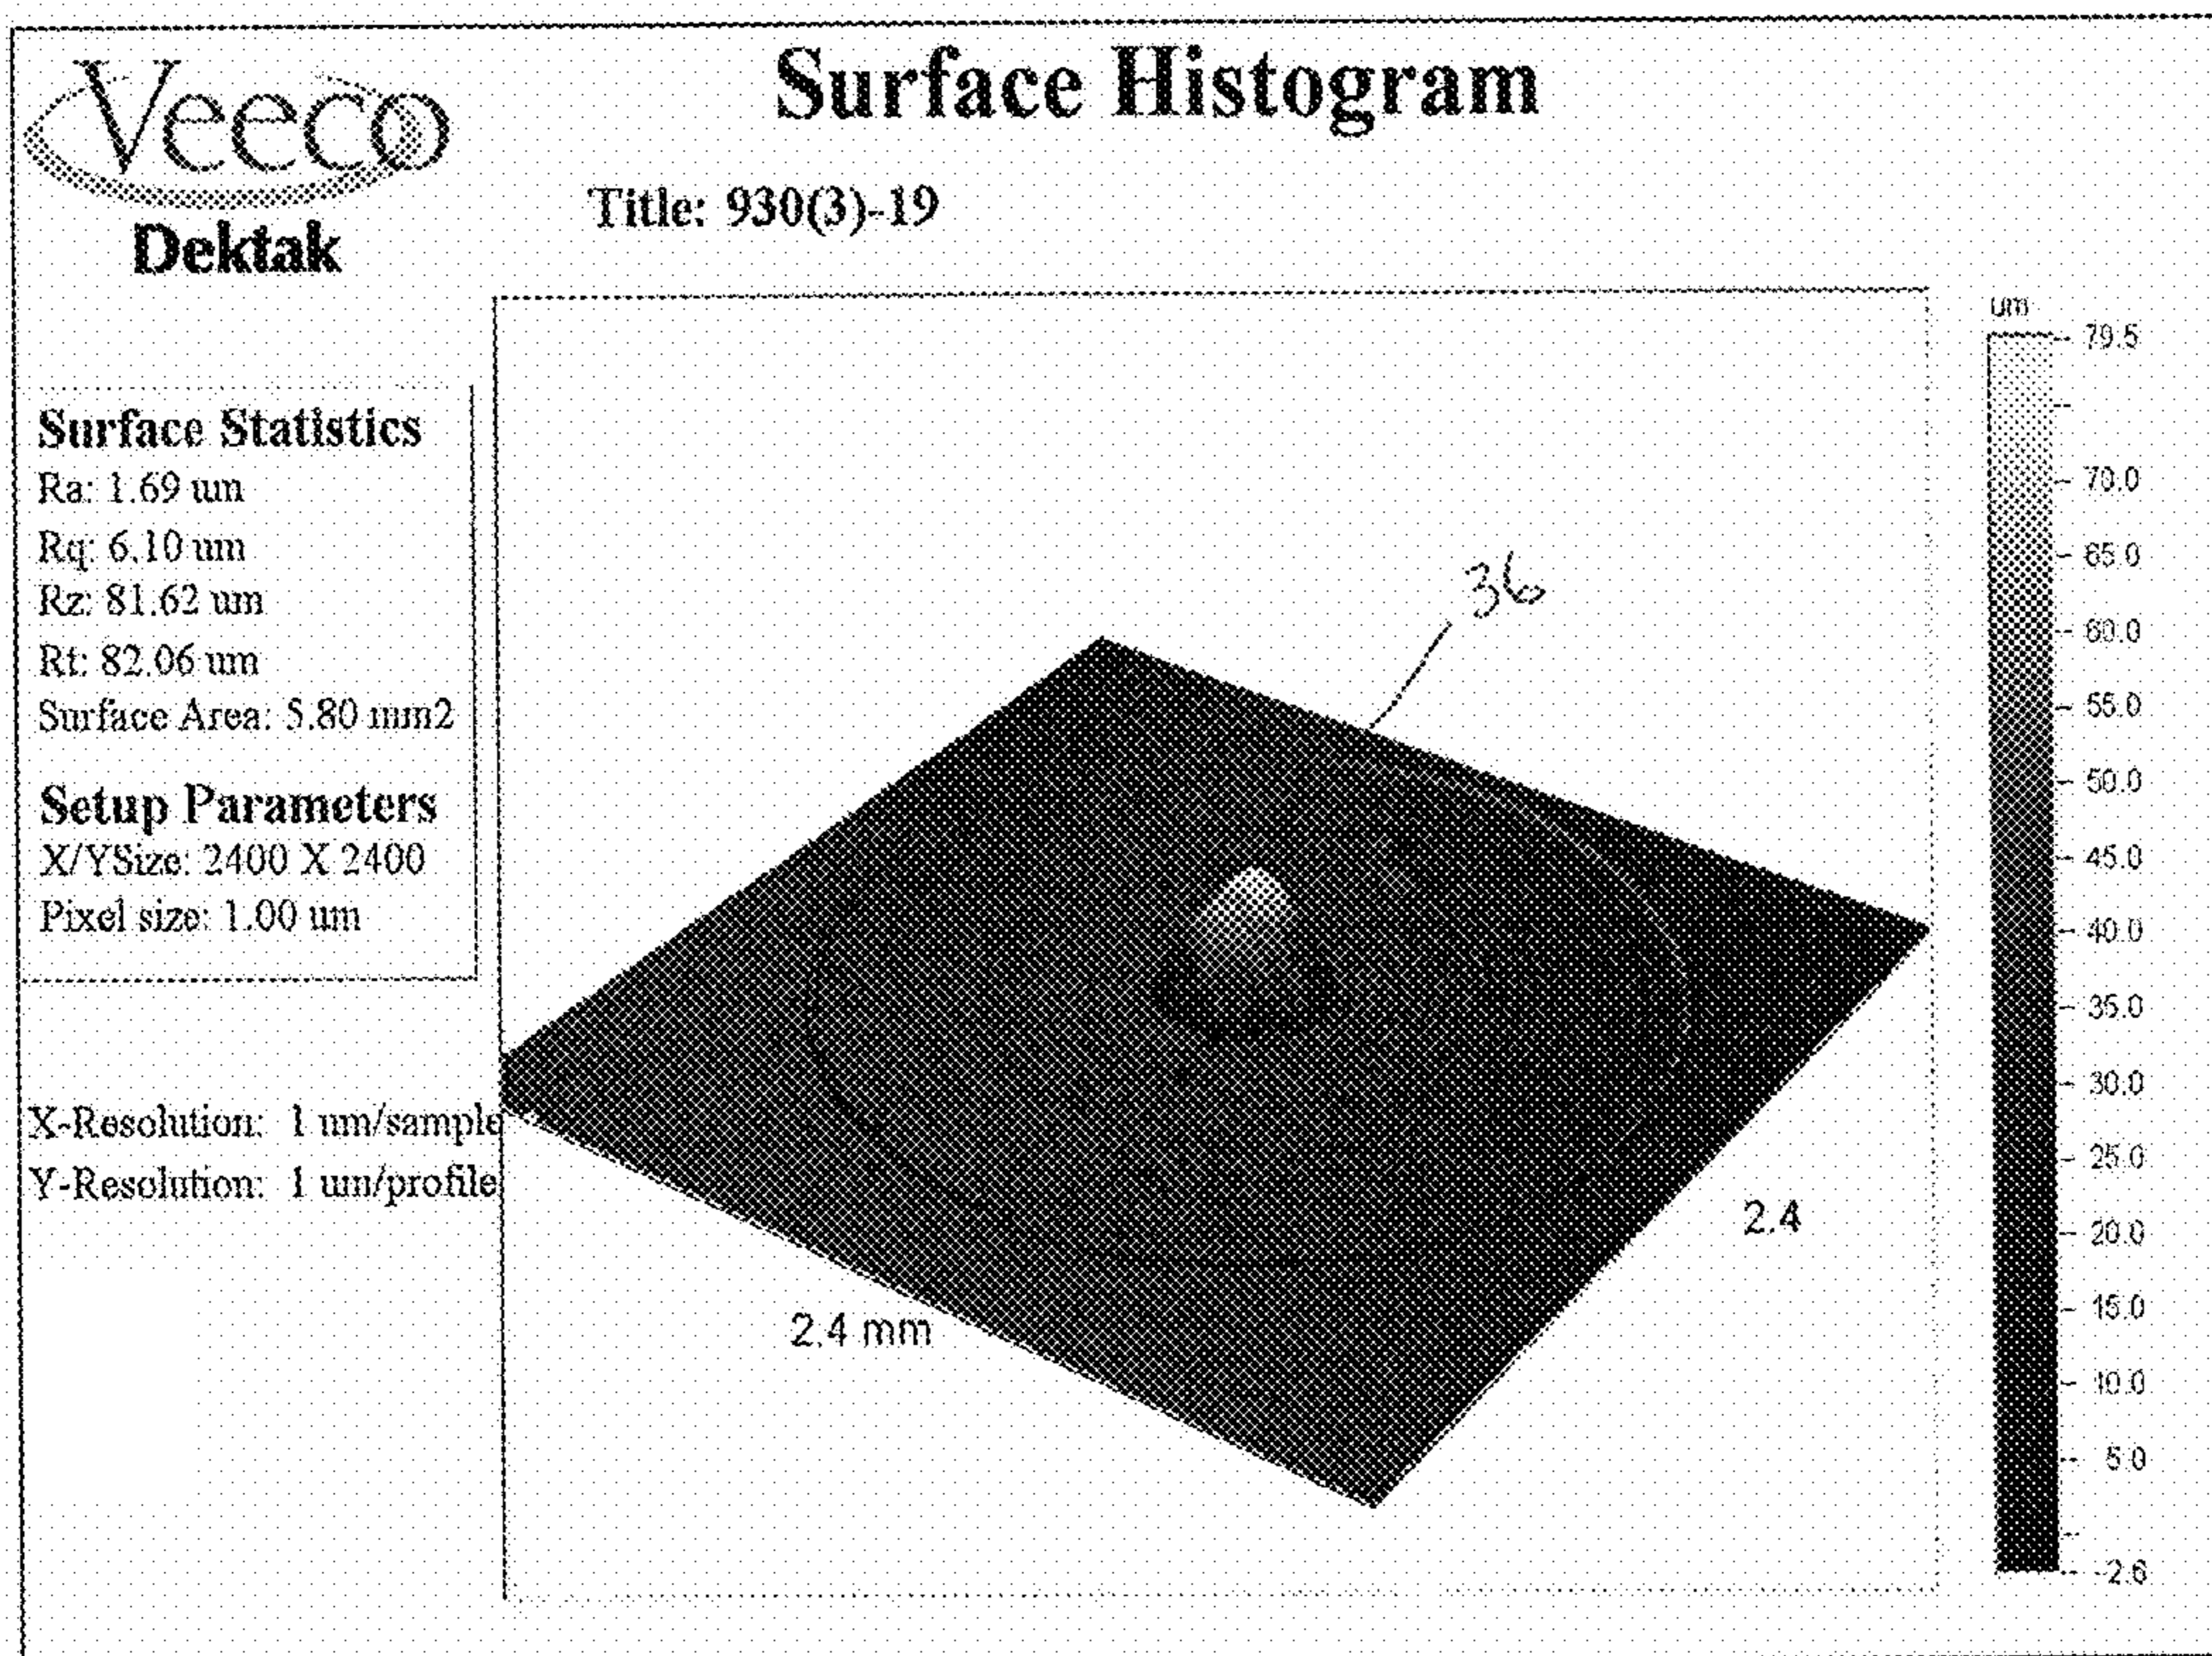 Veeco
Dektak
Surface Histogram
Title: 930(3)-19
Surface Statistics
Ra: 1.69 um
Rq: 6.10 um
Rz: 81.62 um
Rt: 82.06 um
Surface Area: 5.80 mm2
Setup Parameters
X/YSize: 2400 X 2400
Pixel size: 1.00 um
X-Resolution: 1 um/sample
Y-Resolution: 1 um/profile
36
2.4 mm
2.4
um
79.5
70.0
65.0
60.0
55.0
50.0
45.0
40.0
35.0
30.0
25.0
20.0
15.0
10.0
5.0
-2.6